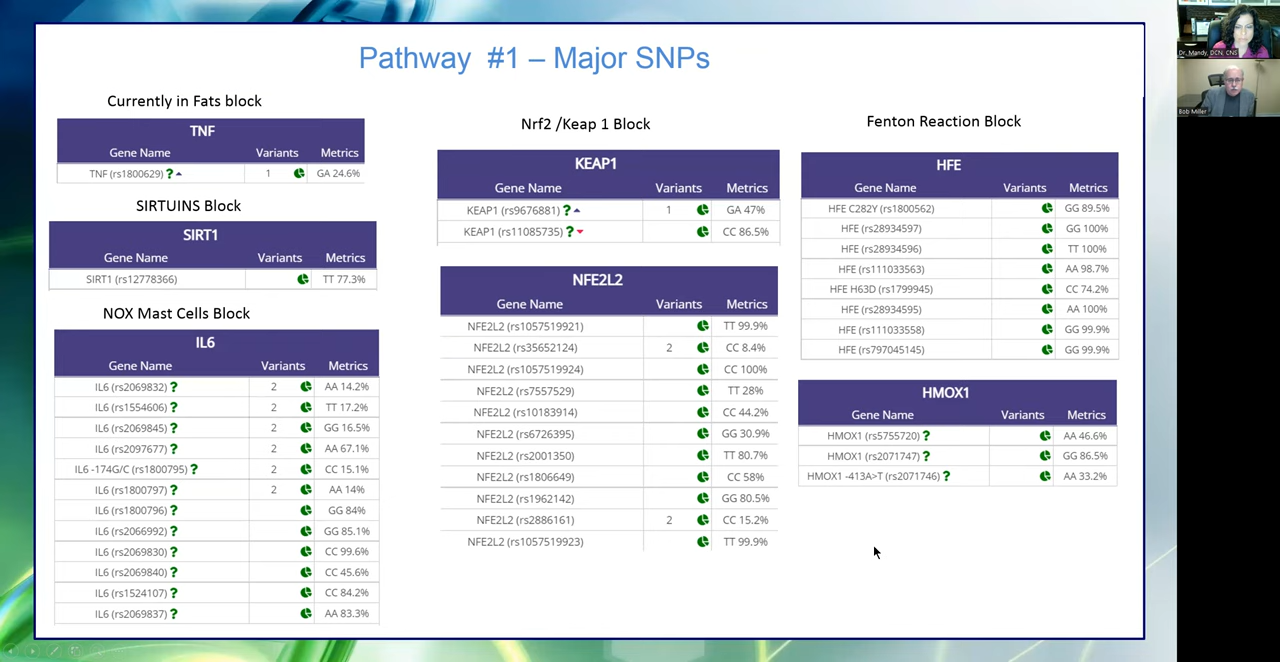 Pathway #1 – Major SNPs
Currently in Fats block
TNF
Gene Name Variants Metrics
TNF (rs1800629) ? 1 GA 24.6%
SIRTUINS Block
SIRT1
Gene Name Variants Metrics
SIRT1 (rs12778366) TT 77.3%
NOX Mast Cells Block
IL6
Gene Name Variants Metrics
IL6 (rs2069832) ? 2 AA 14.2%
IL6 (rs1554606) ? 2 TT 17.2%
IL6 (rs2069845) ? 2 GG 16.5%
IL6 (rs2097677) ? 2 AA 67.1%
IL6 -174G/C (rs1800795) ? 2 CC 15.1%
IL6 (rs1800797) ? 2 AA 14%
IL6 (rs1800796) ? GG 84%
IL6 (rs2066992) ? GG 85.1%
IL6 (rs2069830) ? CC 99.6%
IL6 (rs2069840) ? CC 45.6%
IL6 (rs1524107) ? CC 84.2%
IL6 (rs2069837) ? AA 83.3%
Nrf2 /Keap 1 Block
KEAP1
Gene Name Variants Metrics
KEAP1 (rs9676881) ? 1 GA 47%
KEAP1 (rs11085735) ? CC 86.5%
NFE2L2
Gene Name Variants Metrics
NFE2L2 (rs1057519921) TT 99.9%
NFE2L2 (rs35652124) 2 CC 8.4%
NFE2L2 (rs1057519924) CC 100%
NFE2L2 (rs7557529) TT 28%
NFE2L2 (rs10183914) CC 44.2%
NFE2L2 (rs6726395) GG 30.9%
NFE2L2 (rs2001350) TT 80.7%
NFE2L2 (rs1806649) CC 58%
NFE2L2 (rs1962142) GG 80.5%
NFE2L2 (rs2886161) 2 CC 15.2%
NFE2L2 (rs1057519923) TT 99.9%
Fenton Reaction Block
HFE
Gene Name Variants Metrics
HFE C282Y (rs1800562) GG 89.5%
HFE (rs28934597) GG 100%
HFE (rs28934596) TT 100%
HFE (rs111033563) AA 98.7%
HFE H63D (rs1799945) CC 74.2%
HFE (rs28934595) AA 100%
HFE (rs111033558) GG 99.9%
HFE (rs797045145) GG 99.9%
HMOX1
Gene Name Variants Metrics
HMOX1 (rs5755720) ? AA 46.6%
HMOX1 (rs2071747) ? GG 86.5%
HMOX1 -413A>T (rs2071746) ? AA 33.2%
Dr. Mandy, DCN, CNS
Bob Miller